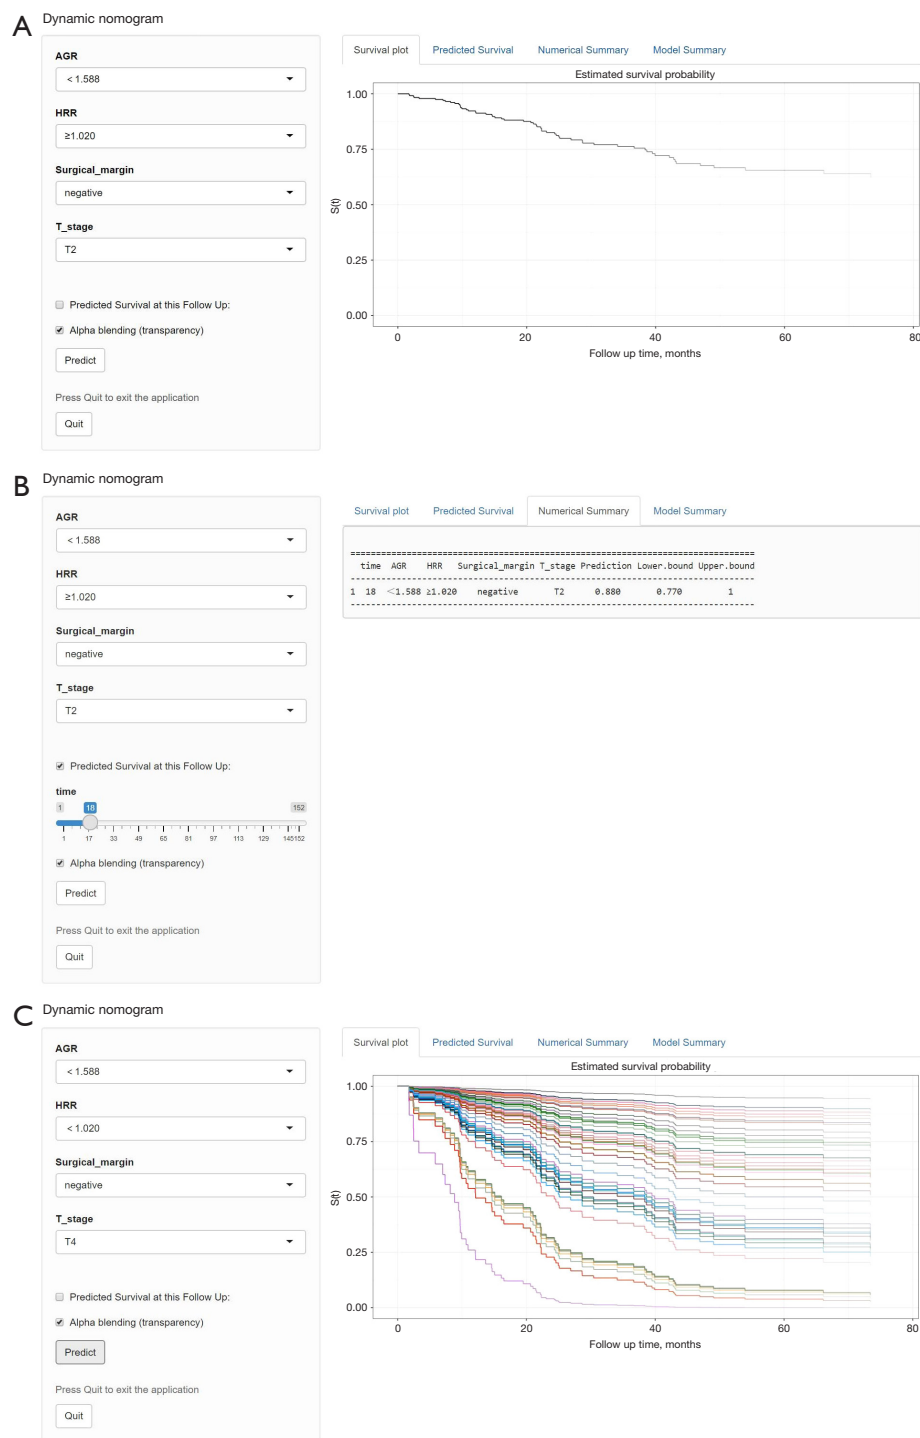 A Dynamic nomogram
AGR
< 1.588
HRR
≥1.020
Surgical_margin
negative
T_stage
T2
Predicted Survival at this Follow Up:
Alpha blending (transparency)
Predict
Press Quit to exit the application
Quit
Survival plot Predicted Survival Numerical Summary Model Summary
Estimated survival probability
1.00
0.75
0.50
0.25
0.00
S(t)
0 20 40 60 80
Follow up time, months
B Dynamic nomogram
AGR
< 1.588
HRR
≥1.020
Surgical_margin
negative
T_stage
T2
Predicted Survival at this Follow Up:
time
1 18 152
1 17 33 49 65 81 97 113 129 145152
Alpha blending (transparency)
Predict
Press Quit to exit the application
Quit
Survival plot Predicted Survival Numerical Summary Model Summary
time AGR HRR Surgical_margin T_stage Prediction Lower.bound Upper.bound
1 18 <1.588 ≥1.020 negative T2 0.880 0.770 1
C Dynamic nomogram
AGR
< 1.588
HRR
< 1.020
Surgical_margin
negative
T_stage
T4
Predicted Survival at this Follow Up:
Alpha blending (transparency)
Predict
Press Quit to exit the application
Quit
Survival plot Predicted Survival Numerical Summary Model Summary
Estimated survival probability
1.00
0.75
0.50
0.25
0.00
S(t)
0 20 40 60 80
Follow up time, months